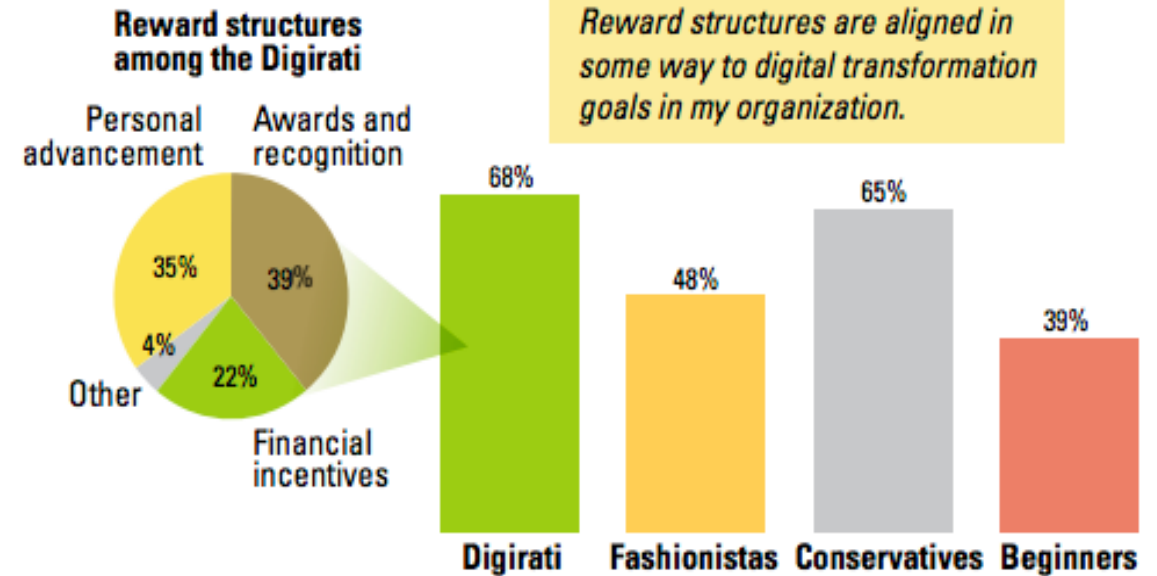 Reward structures
among the Digirati
Reward structures are aligned in
some way to digital transformation
goals in my organization.
Personal
advancement
Awards and
recognition
35%
39%
4%
22%
Other
Financial
incentives
68%
48%
65%
39%
Digirati
Fashionistas
Conservatives
Beginners